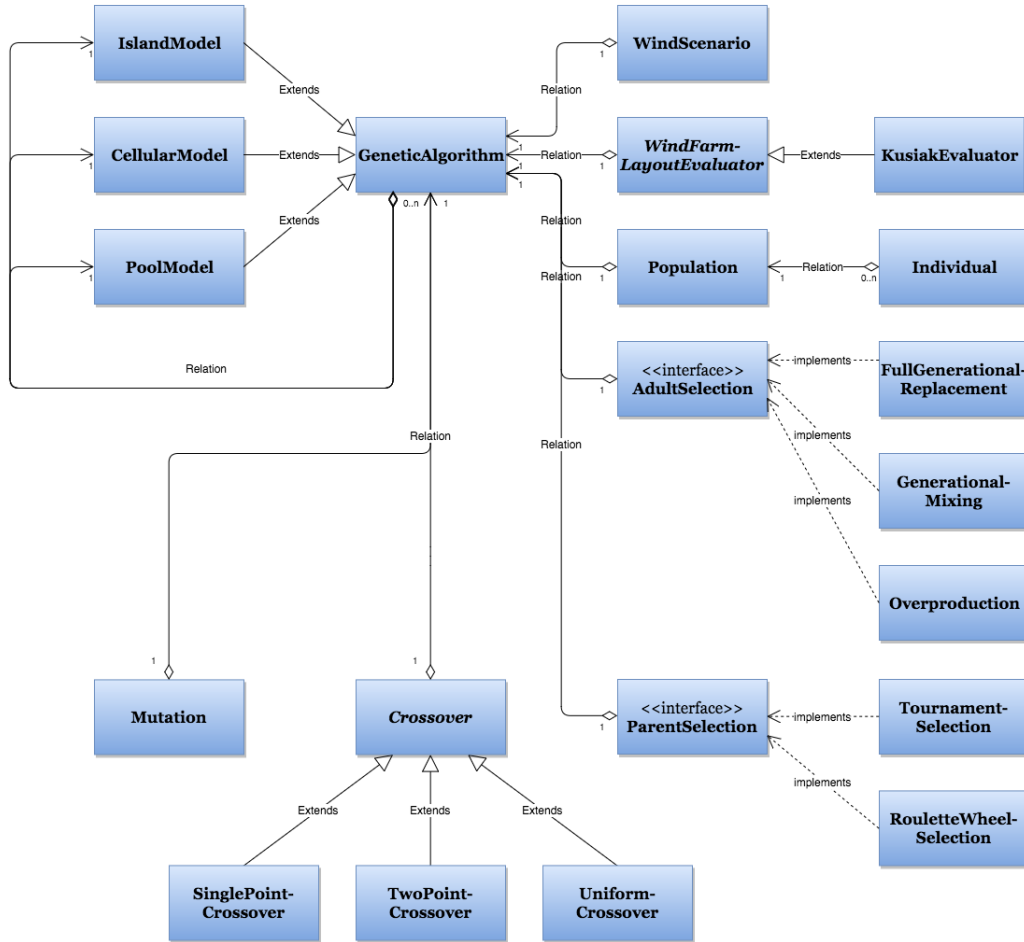 IslandModel
WindScenario
1
1
Extends
Relation
CellularModel
GeneticAlgorithm
WindFarm-
LayoutEvaluator
KusiakEvaluator
Extends
Relation
Extends
1
1
1
1
1
0..n
1
Extends
Relation
PoolModel
Population
Individual
Relation
Relation
1
1
1
0..n
Relation
<<interface>>
AdultSelection
implements
FullGenerational-
Replacement
1
Relation
Relation
implements
Generational-
Mixing
implements
Overproduction
1
1
Mutation
Crossover
<<interface>>
ParentSelection
implements
Tournament-
Selection
1
implements
Extends
Extends
Extends
RouletteWheel-
Selection
SinglePoint-
Crossover
TwoPoint-
Crossover
Uniform-
Crossover